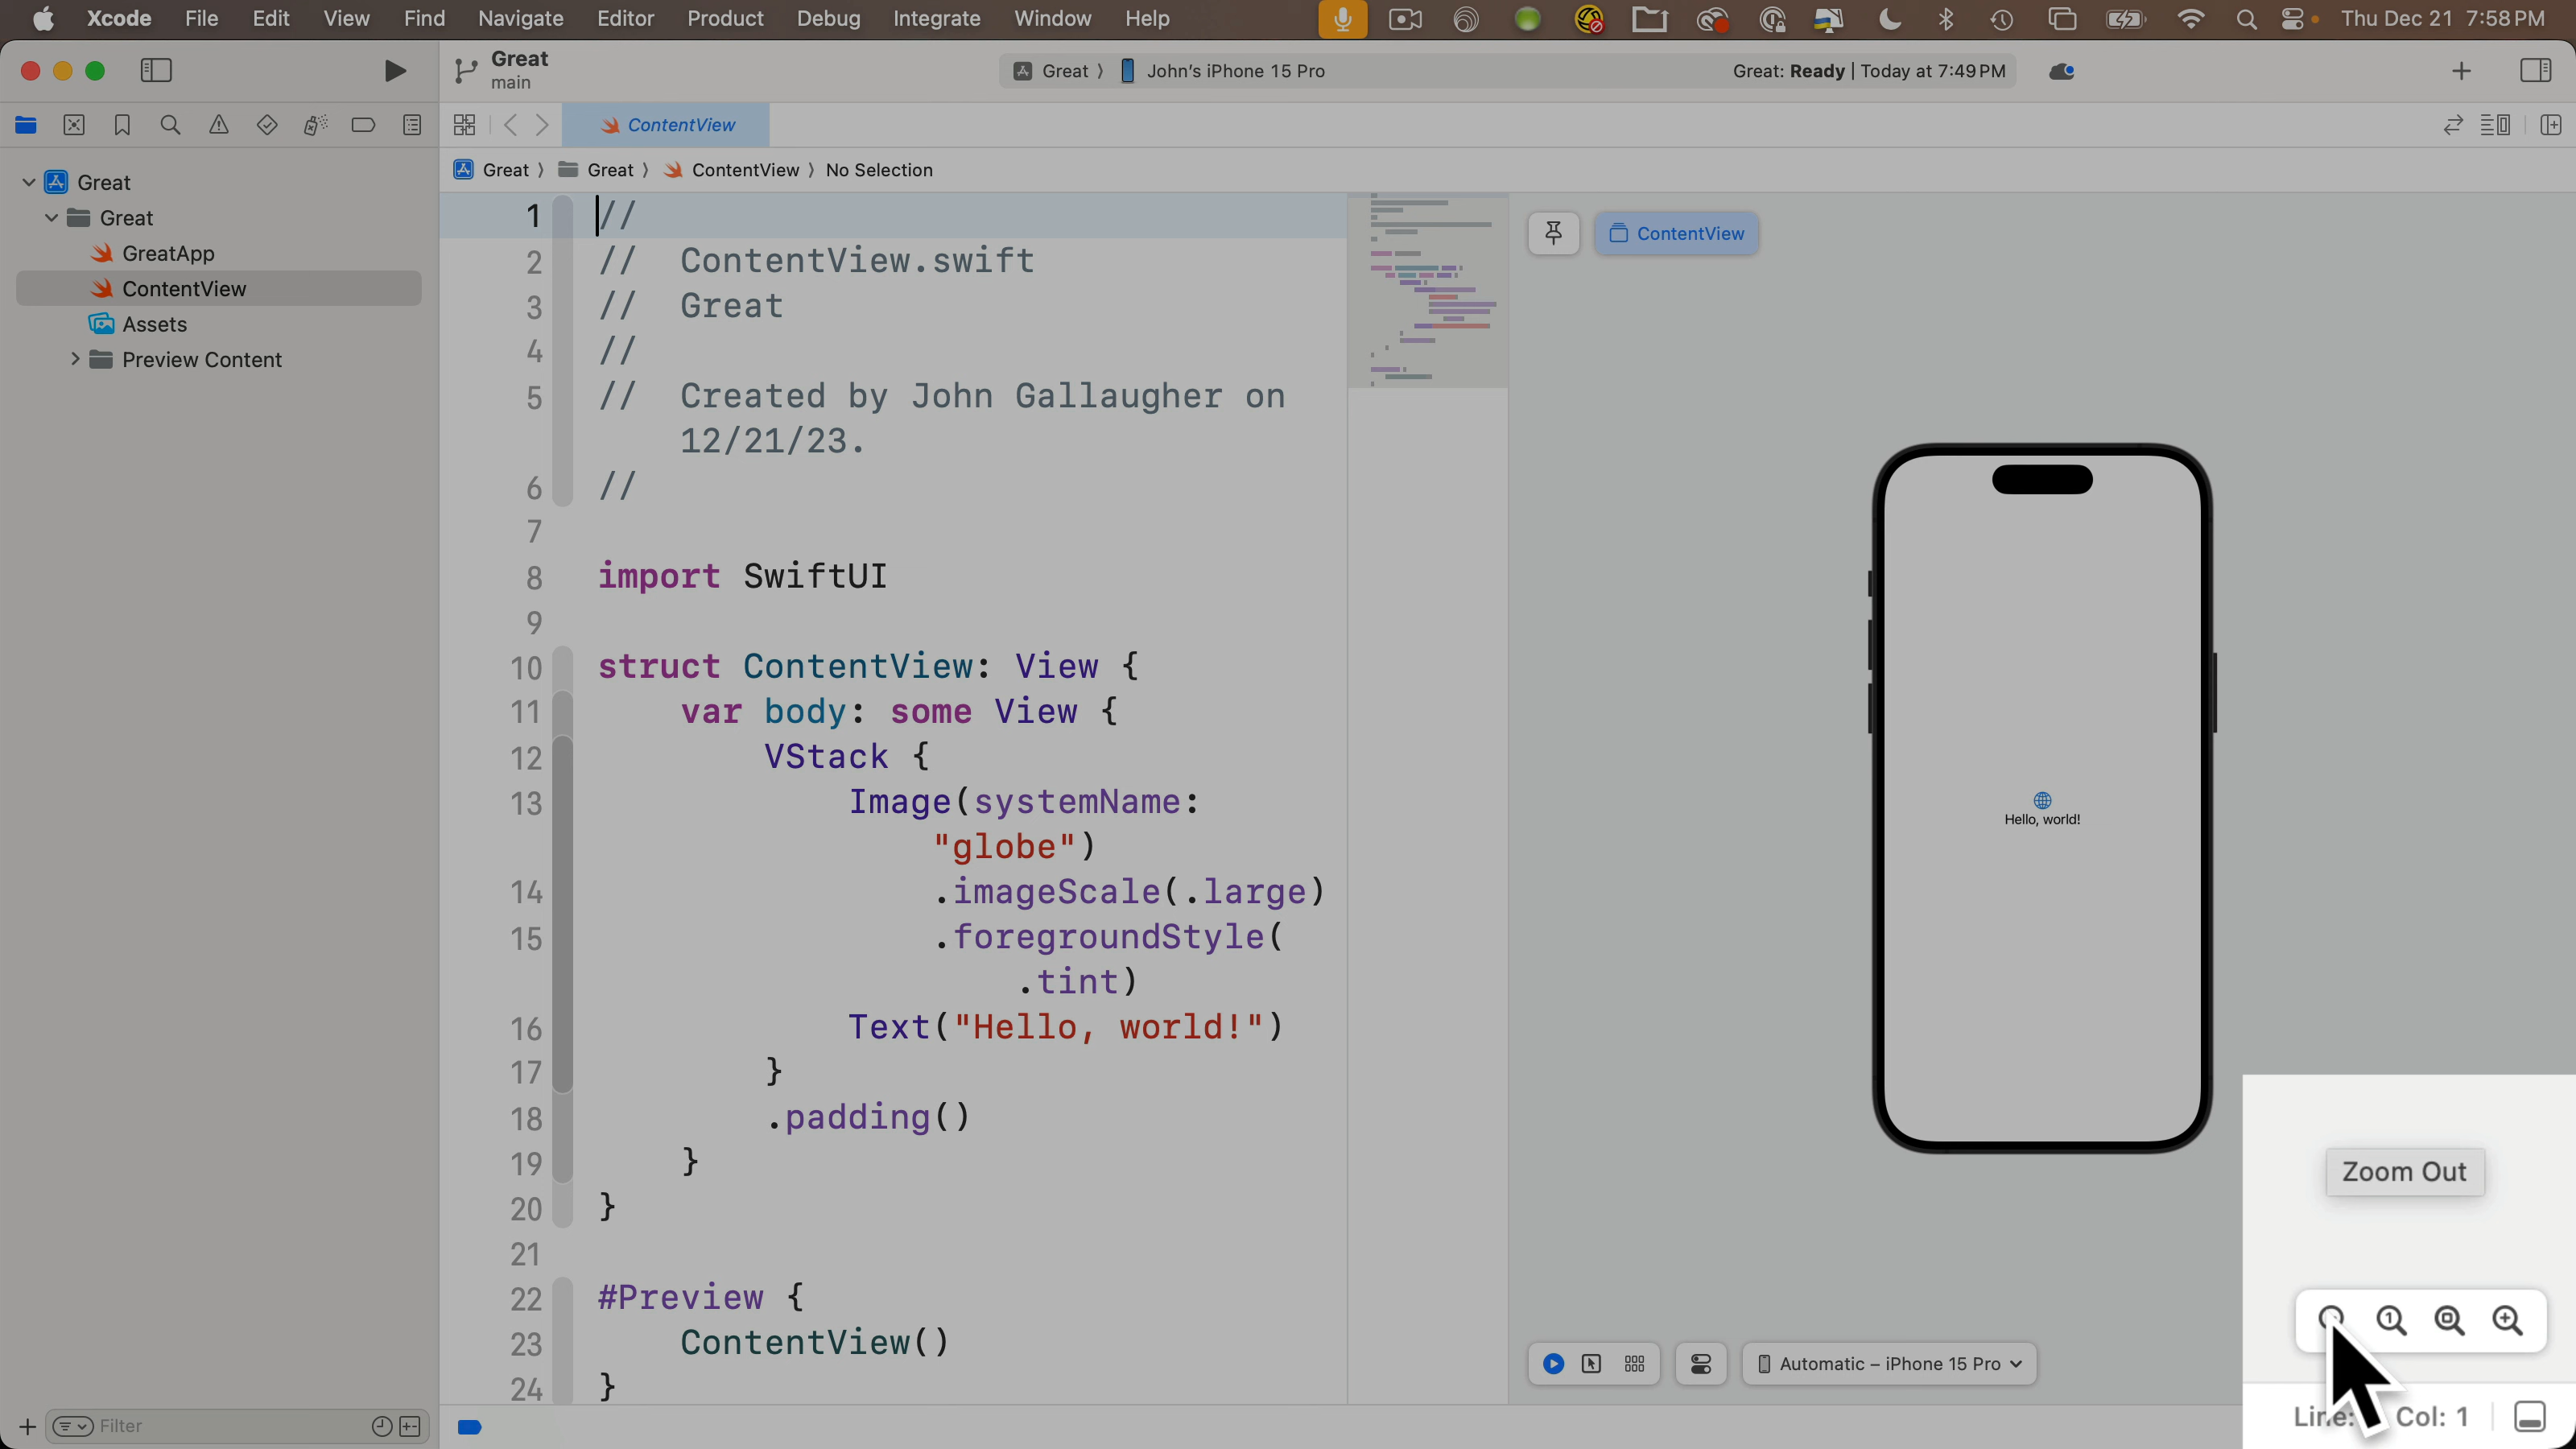 Xcode File Edit View Find Navigate Editor Product Debug Integrate Window Help Thu Dec 21 7:58 PM
Great
main
Great John's iPhone 15 Pro
Great: Ready | Today at 7:49 PM
ContentView
Great Great ContentView No Selection
Great
Great
GreatApp
ContentView
Assets
Preview Content
Filter
1 //
2 // ContentView.swift
3 // Great
4 //
5 // Created by John Gallaugher on
12/21/23.
6 //
7
8 import SwiftUI
9
10 struct ContentView: View {
11 var body: some View {
12 VStack {
13 Image(systemName:
"globe")
14 .imageScale(.large)
15 .foregroundStyle(
.tint)
16 Text("Hello, world!")
17 }
18 .padding()
19 }
20 }
21
22 #Preview {
23 ContentView()
24 }
ContentView
Hello, world!
Automatic – iPhone 15 Pro
Zoom Out
Line: Col: 1